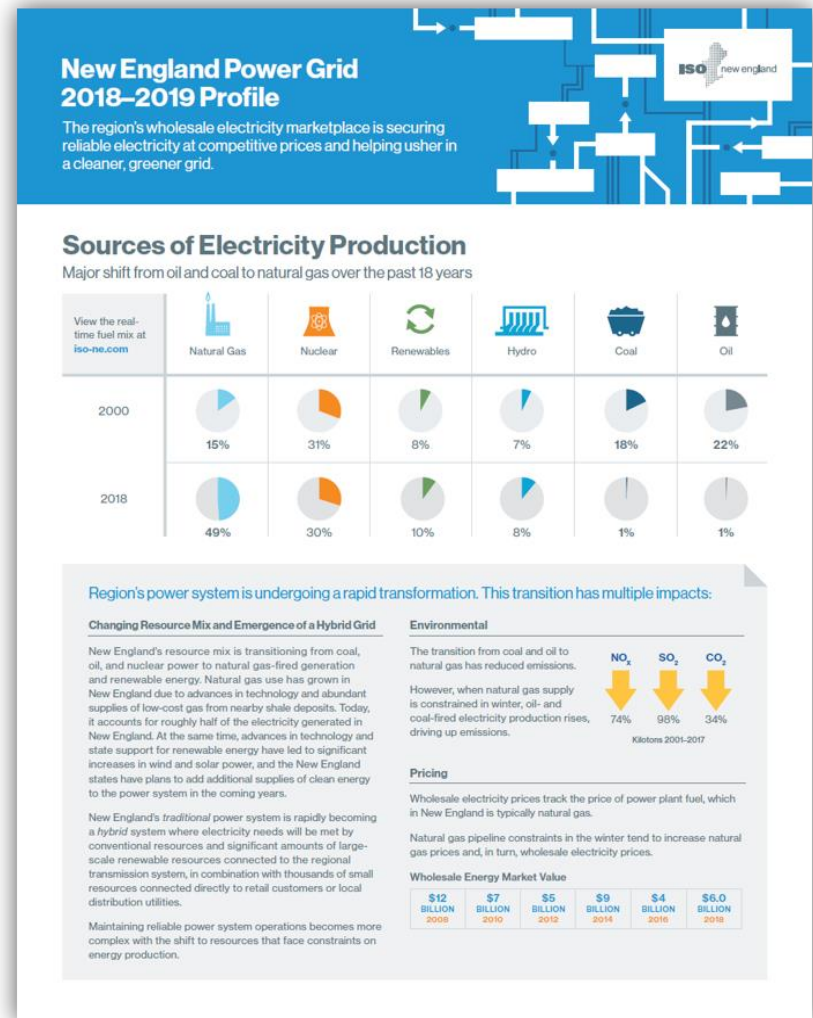 New England Power Grid
2018–2019 Profile
The region's wholesale electricity marketplace is securing
reliable electricity at competitive prices and helping usher in
a cleaner, greener grid.
ISO new england
Sources of Electricity Production
Major shift from oil and coal to natural gas over the past 18 years
View the real-
time fuel mix at
iso-ne.com
Natural Gas
Nuclear
Renewables
Hydro
Coal
Oil
2000
15%
31%
8%
7%
18%
22%
2018
49%
30%
10%
8%
1%
1%
Region's power system is undergoing a rapid transformation. This transition has multiple impacts:
Changing Resource Mix and Emergence of a Hybrid Grid
New England's resource mix is transitioning from coal,
oil, and nuclear power to natural gas-fired generation
and renewable energy. Natural gas use has grown in
New England due to advances in technology and abundant
supplies of low-cost gas from nearby shale deposits. Today,
it accounts for roughly half of the electricity generated in
New England. At the same time, advances in technology and
state support for renewable energy have led to significant
increases in wind and solar power, and the New England
states have plans to add additional supplies of clean energy
to the power system in the coming years.
New England's traditional power system is rapidly becoming
a hybrid system where electricity needs will be met by
conventional resources and significant amounts of large-
scale renewable resources connected to the regional
transmission system, in combination with thousands of small
resources connected directly to retail customers or local
distribution utilities.
Maintaining reliable power system operations becomes more
complex with the shift to resources that face constraints on
energy production.
Environmental
The transition from coal and oil to
natural gas has reduced emissions.
However, when natural gas supply
is constrained in winter, oil- and
coal-fired electricity production rises,
driving up emissions.
NOx SO2 CO2
74% 98% 34%
Kilotons 2001–2017
Pricing
Wholesale electricity prices track the price of power plant fuel, which
in New England is typically natural gas.
Natural gas pipeline constraints in the winter tend to increase natural
gas prices and, in turn, wholesale electricity prices.
Wholesale Energy Market Value
$12 $7 $5 $9 $4 $6.0
BILLION BILLION BILLION BILLION BILLION BILLION
2008 2010 2012 2014 2016 2018